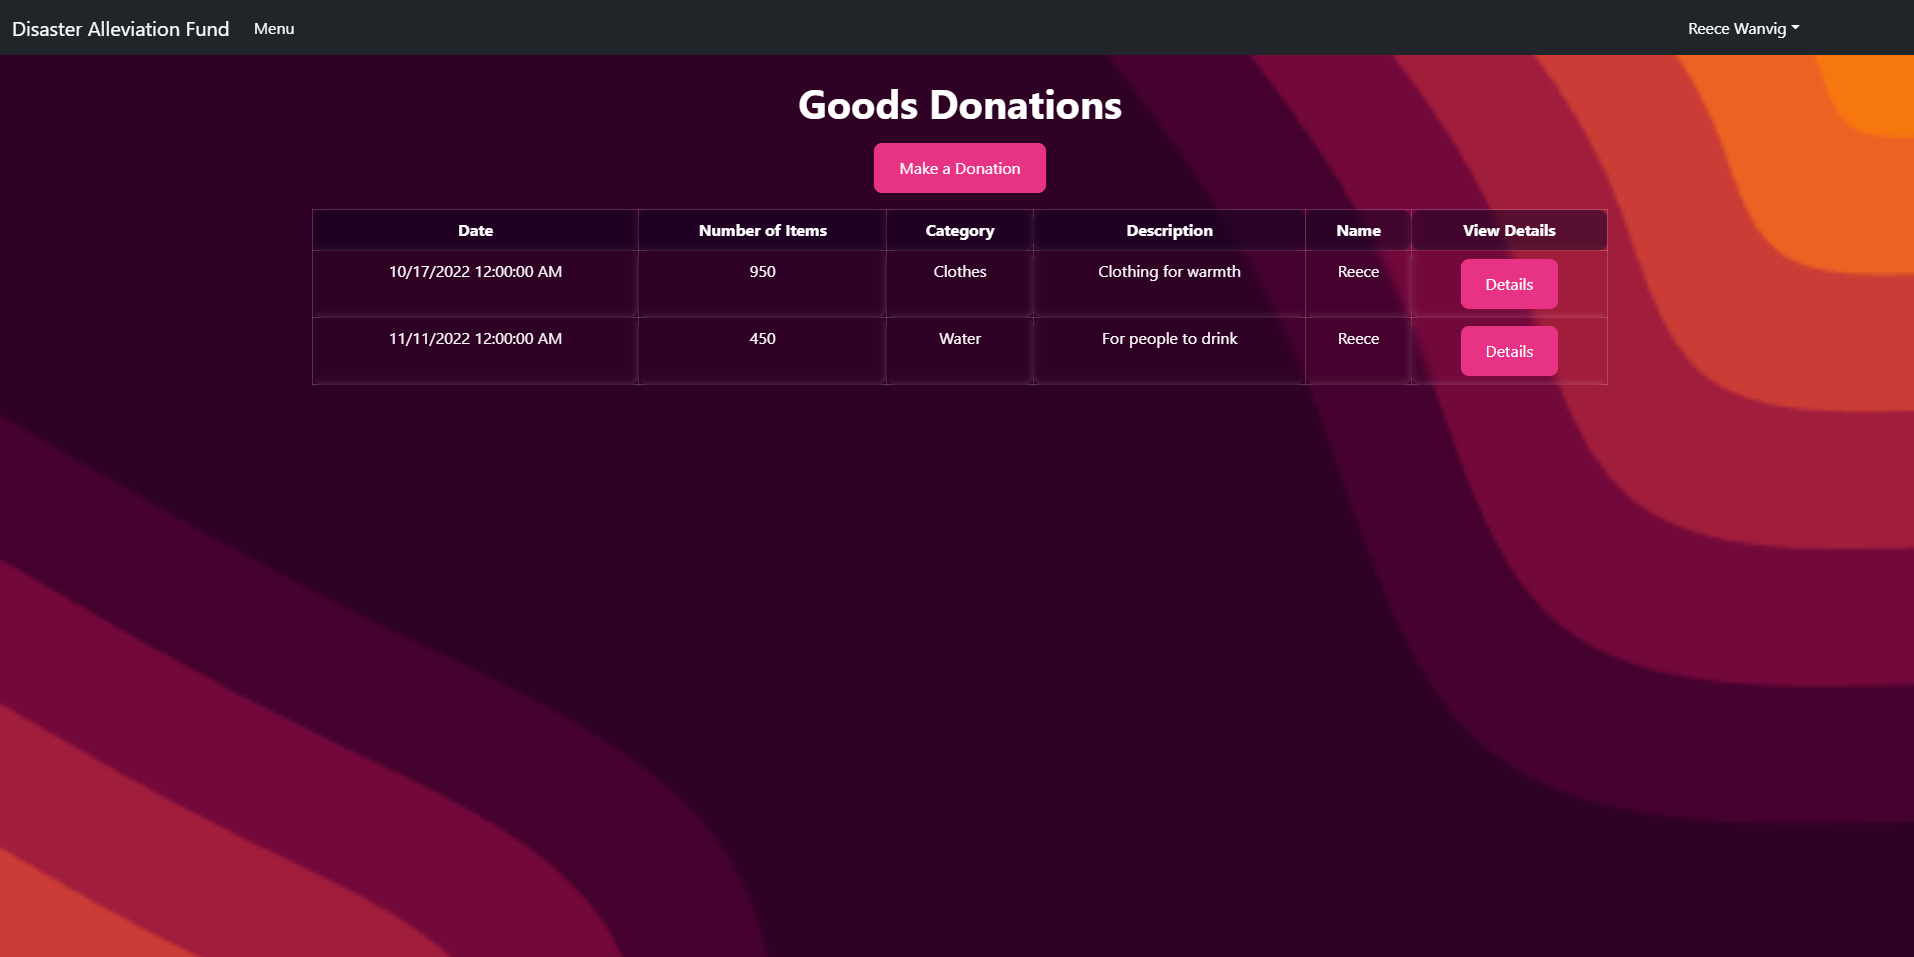 Disaster Alleviation Fund Menu Reece Wanvig
Goods Donations
Make a Donation
Date Number of Items Category Description Name View Details
10/17/2022 12:00:00 AM 950 Clothes Clothing for warmth Reece Details
11/11/2022 12:00:00 AM 450 Water For people to drink Reece Details